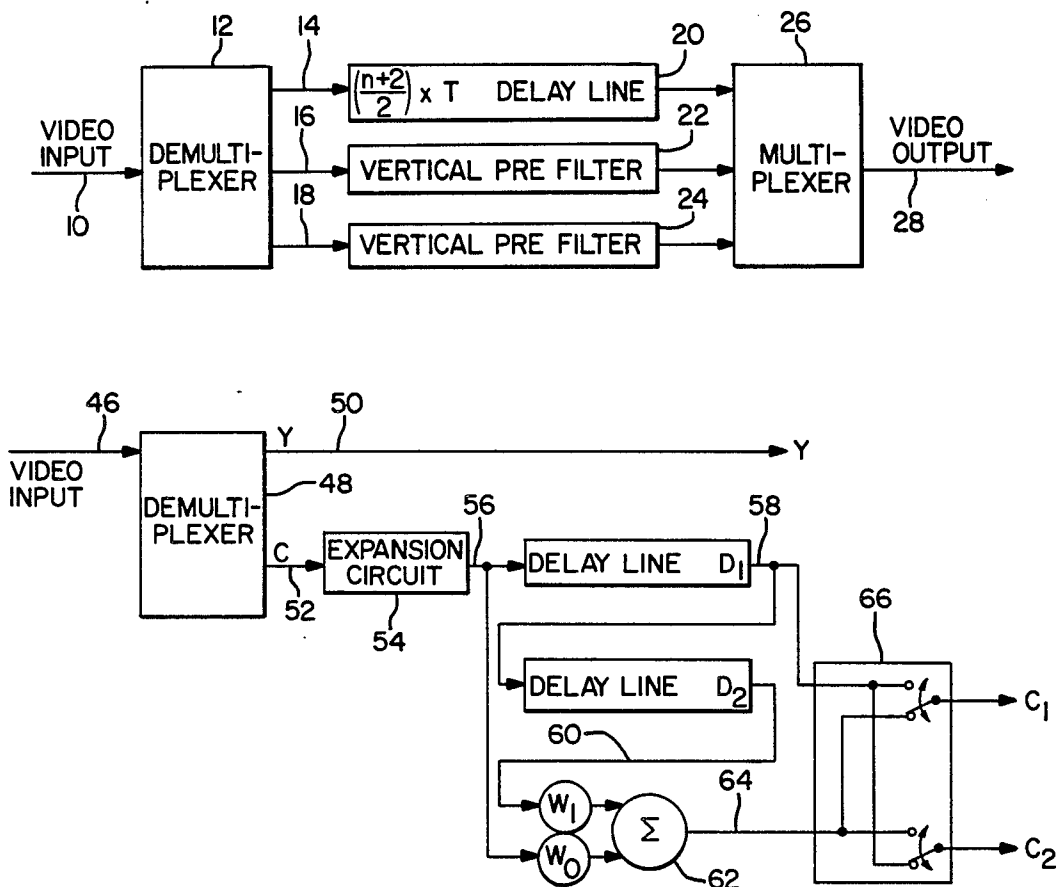 12
14
20
26
(n+2/2) x T DELAY LINE
16
22
VIDEO
INPUT
DEMULTI-
PLEXER
VERTICAL PRE FILTER
MULTI-
PLEXER
VIDEO
OUTPUT
10
18
24
28
VERTICAL PRE FILTER
46
50
Y
Y
VIDEO
INPUT
48
DEMULTI-
PLEXER
56
58
C
EXPANSION
CIRCUIT
DELAY LINE D1
52
54
66
DELAY LINE D2
C1
60
64
W1
Σ
W0
62
C2